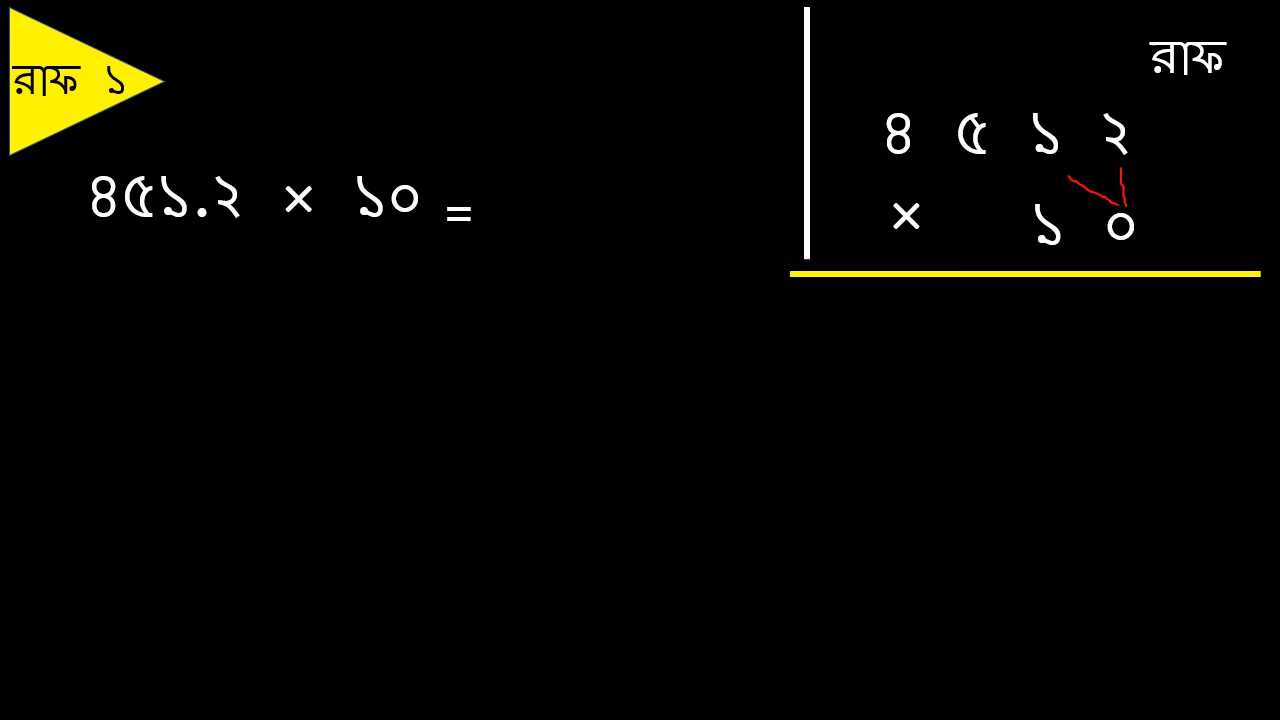 রাফ ১
৪৫১.২ × ১০ =
রাফ
৪ ৫ ১ ২
× ১ ০